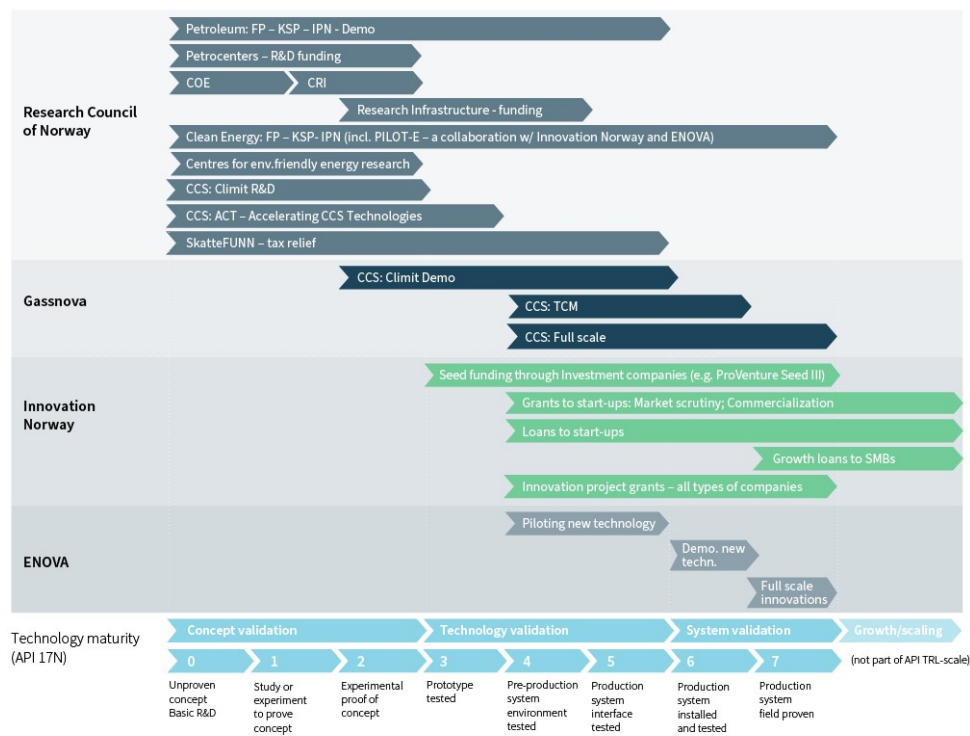 Research Council
of Norway
Petroleum: FP – KSP – IPN - Demo
Petrocenters – R&D funding
COE
CRI
Research Infrastructure - funding
Clean Energy: FP – KSP- IPN (incl. PILOT-E – a collaboration w/ Innovation Norway and ENOVA)
Centres for env.friendly energy research
CCS: Climit R&D
CCS: ACT – Accelerating CCS Technologies
SkatteFUNN – tax relief
Gassnova
CCS: Climit Demo
CCS: TCM
CCS: Full scale
Innovation
Norway
Seed funding through Investment companies (e.g. ProVenture Seed III)
Grants to start-ups: Market scrutiny; Commercialization
Loans to start-ups
Growth loans to SMBs
Innovation project grants – all types of companies
ENOVA
Piloting new technology
Demo. new
techn.
Full scale
innovations
Technology maturity
(API 17N)
Concept validation
Technology validation
System validation
Growth/scaling
0
1
2
3
4
5
6
7
(not part of API TRL-scale)
Unproven
concept
Basic R&D
Study or
experiment
to prove
concept
Experimental
proof of
concept
Prototype
tested
Pre-production
system
environment
tested
Production
system
interface
tested
Production
system
installed
and tested
Production
system
field proven